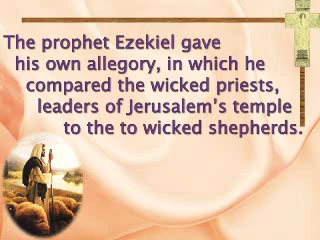 The prophet Ezekiel gave
his own allegory, in which he
compared the wicked priests,
leaders of Jerusalem’s temple
to the to wicked shepherds.